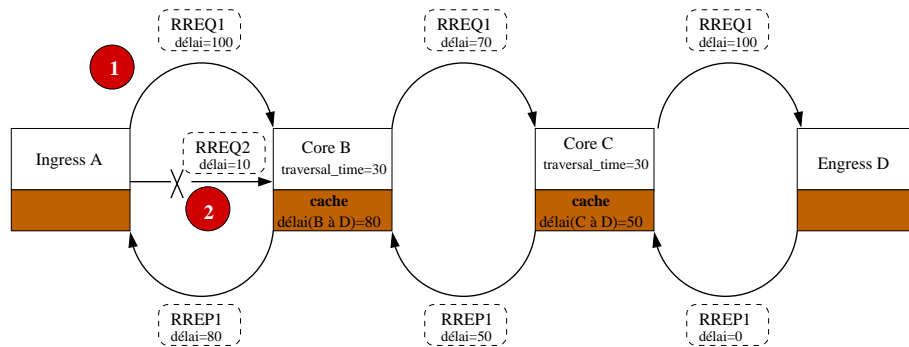 RREQ1
délai=100
RREQ1
délai=70
RREQ1
délai=100
1
Ingress A
RREQ2
délai=10
Core B
traversal_time=30
Core C
traversal_time=30
Engress D
2
cache
délai(B à D)=80
cache
délai(C à D)=50
RREP1
délai=80
RREP1
délai=50
RREP1
délai=0